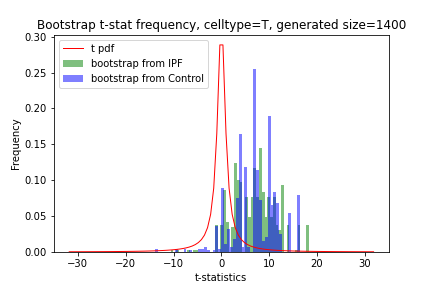 Bootstrap t-stat frequency, celltype=T, generated size=1400
0.30
0.25
0.20
0.15
0.10
0.05
0.00
Frequency
t pdf
bootstrap from IPF
bootstrap from Control
−30
−20
−10
0
10
20
30
t-statistics